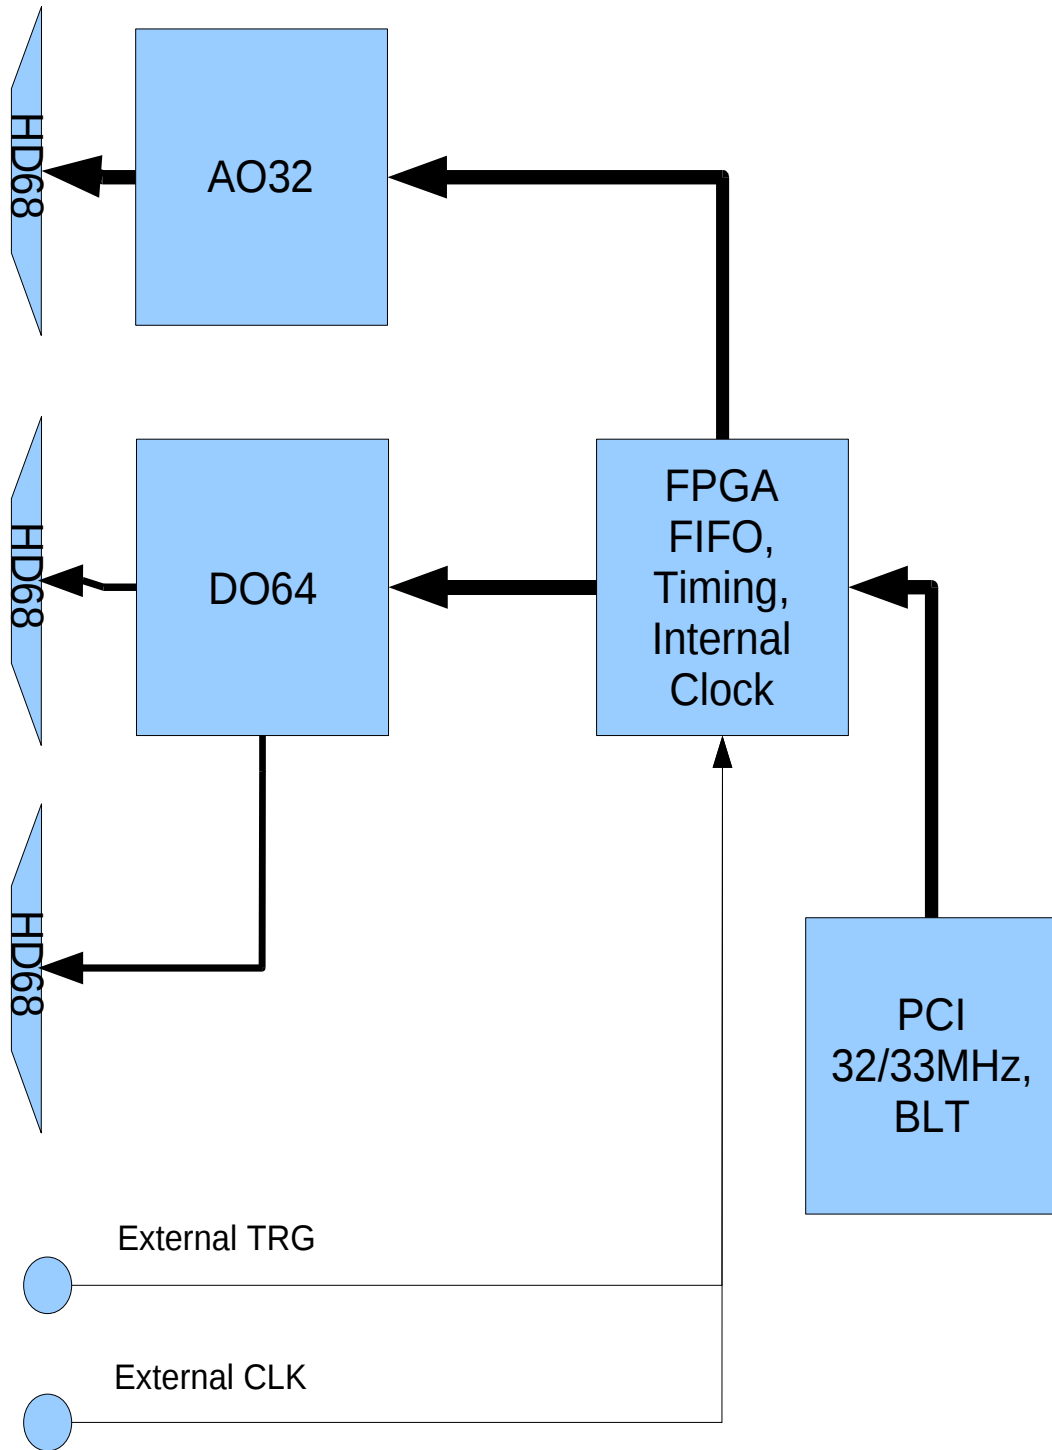 HD68
AO32
HD68
DO64
FPGA
FIFO,
Timing,
Internal
Clock
HD68
PCI
32/33MHz,
BLT
External TRG
External CLK